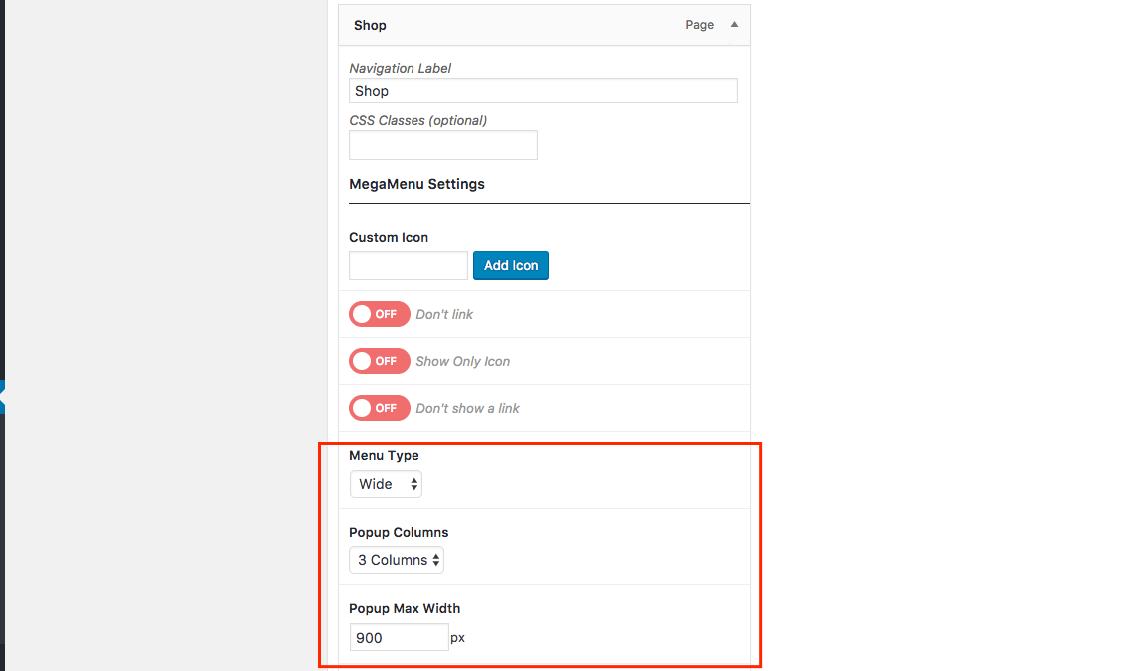 Shop Page
Navigation Label
Shop
CSS Classes (optional)
MegaMenu Settings
Custom Icon
Add Icon
OFF Don't link
OFF Show Only Icon
OFF Don't show a link
Menu Type
Wide
Popup Columns
3 Columns
Popup Max Width
900 px